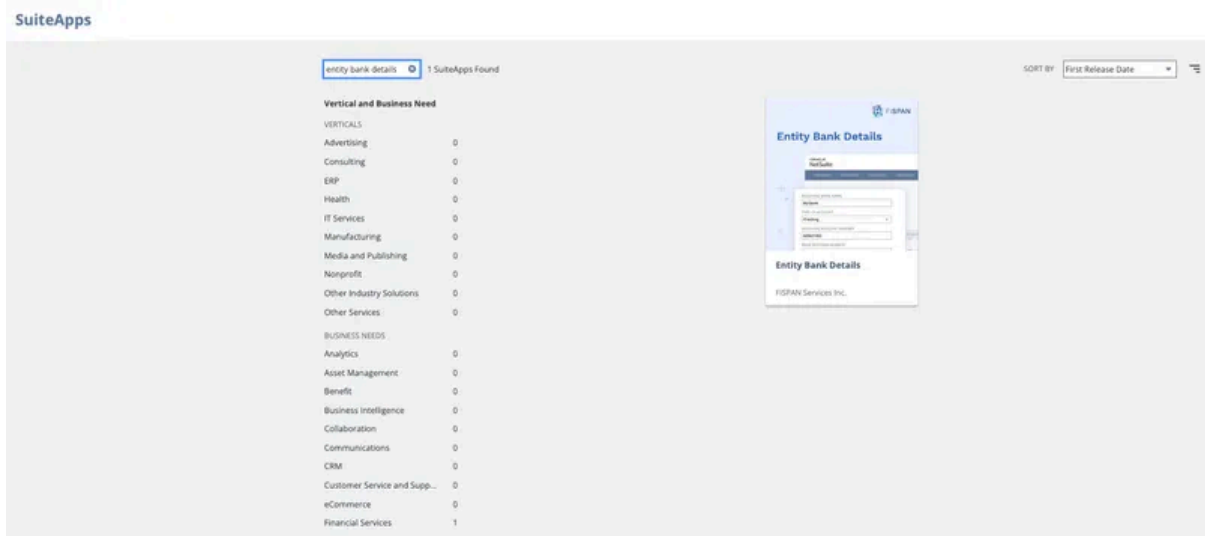 SuiteApps
entity bank details
1 SuiteApps Found
SORT BY First Release Date
Vertical and Business Need
VERTICALS
Advertising 0
Consulting 0
ERP 0
Health 0
IT Services 0
Manufacturing 0
Media and Publishing 0
Nonprofit 0
Other Industry Solutions 0
Other Services 0
BUSINESS NEEDS
Analytics 0
Asset Management 0
Benefit 0
Business Intelligence 0
Collaboration 0
Communications 0
CRM 0
Customer Service and Supp... 0
eCommerce 0
Financial Services 1
FISPAN
Entity Bank Details
NetSuite
Entity Bank Details
FISPAN Services Inc.